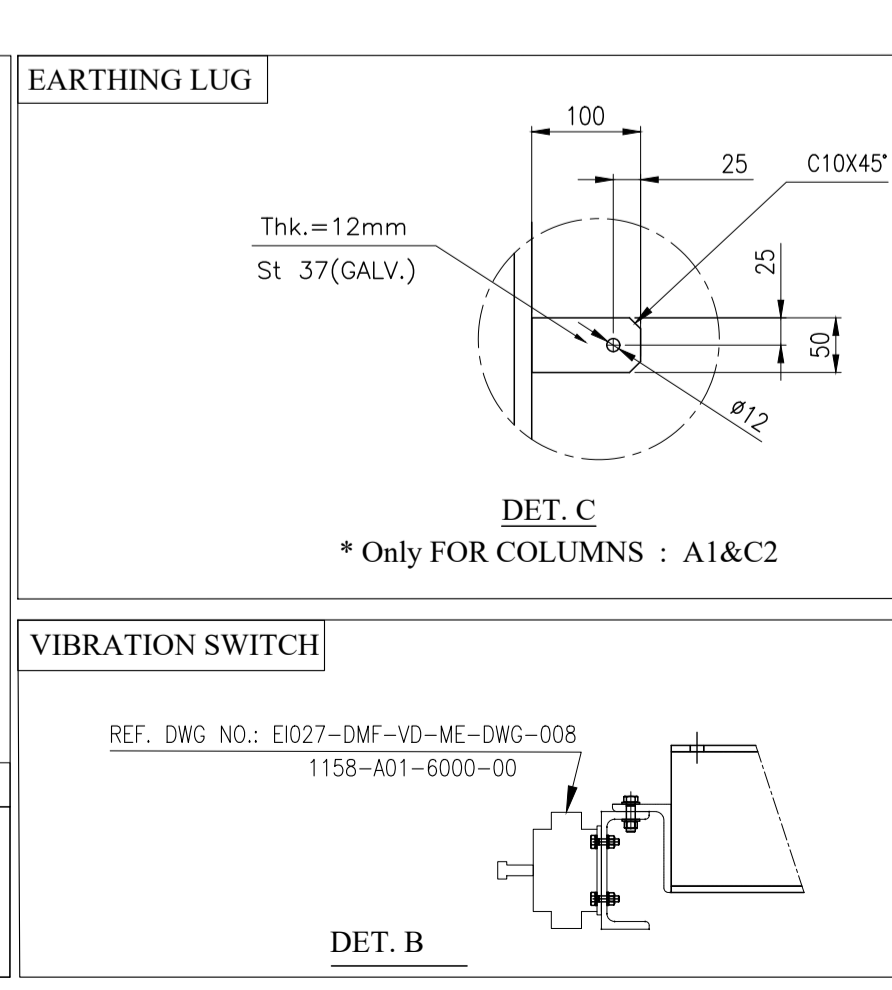 EARTHING LUG
100
25
C10X45°
Thk.=12mm
St 37(GALV.)
25
50
ø12
DET. C
* Only FOR COLUMNS : A1&C2
VIBRATION SWITCH
REF. DWG NO.: EI027-DMF-VD-ME-DWG-008
1158-A01-6000-00
DET. B